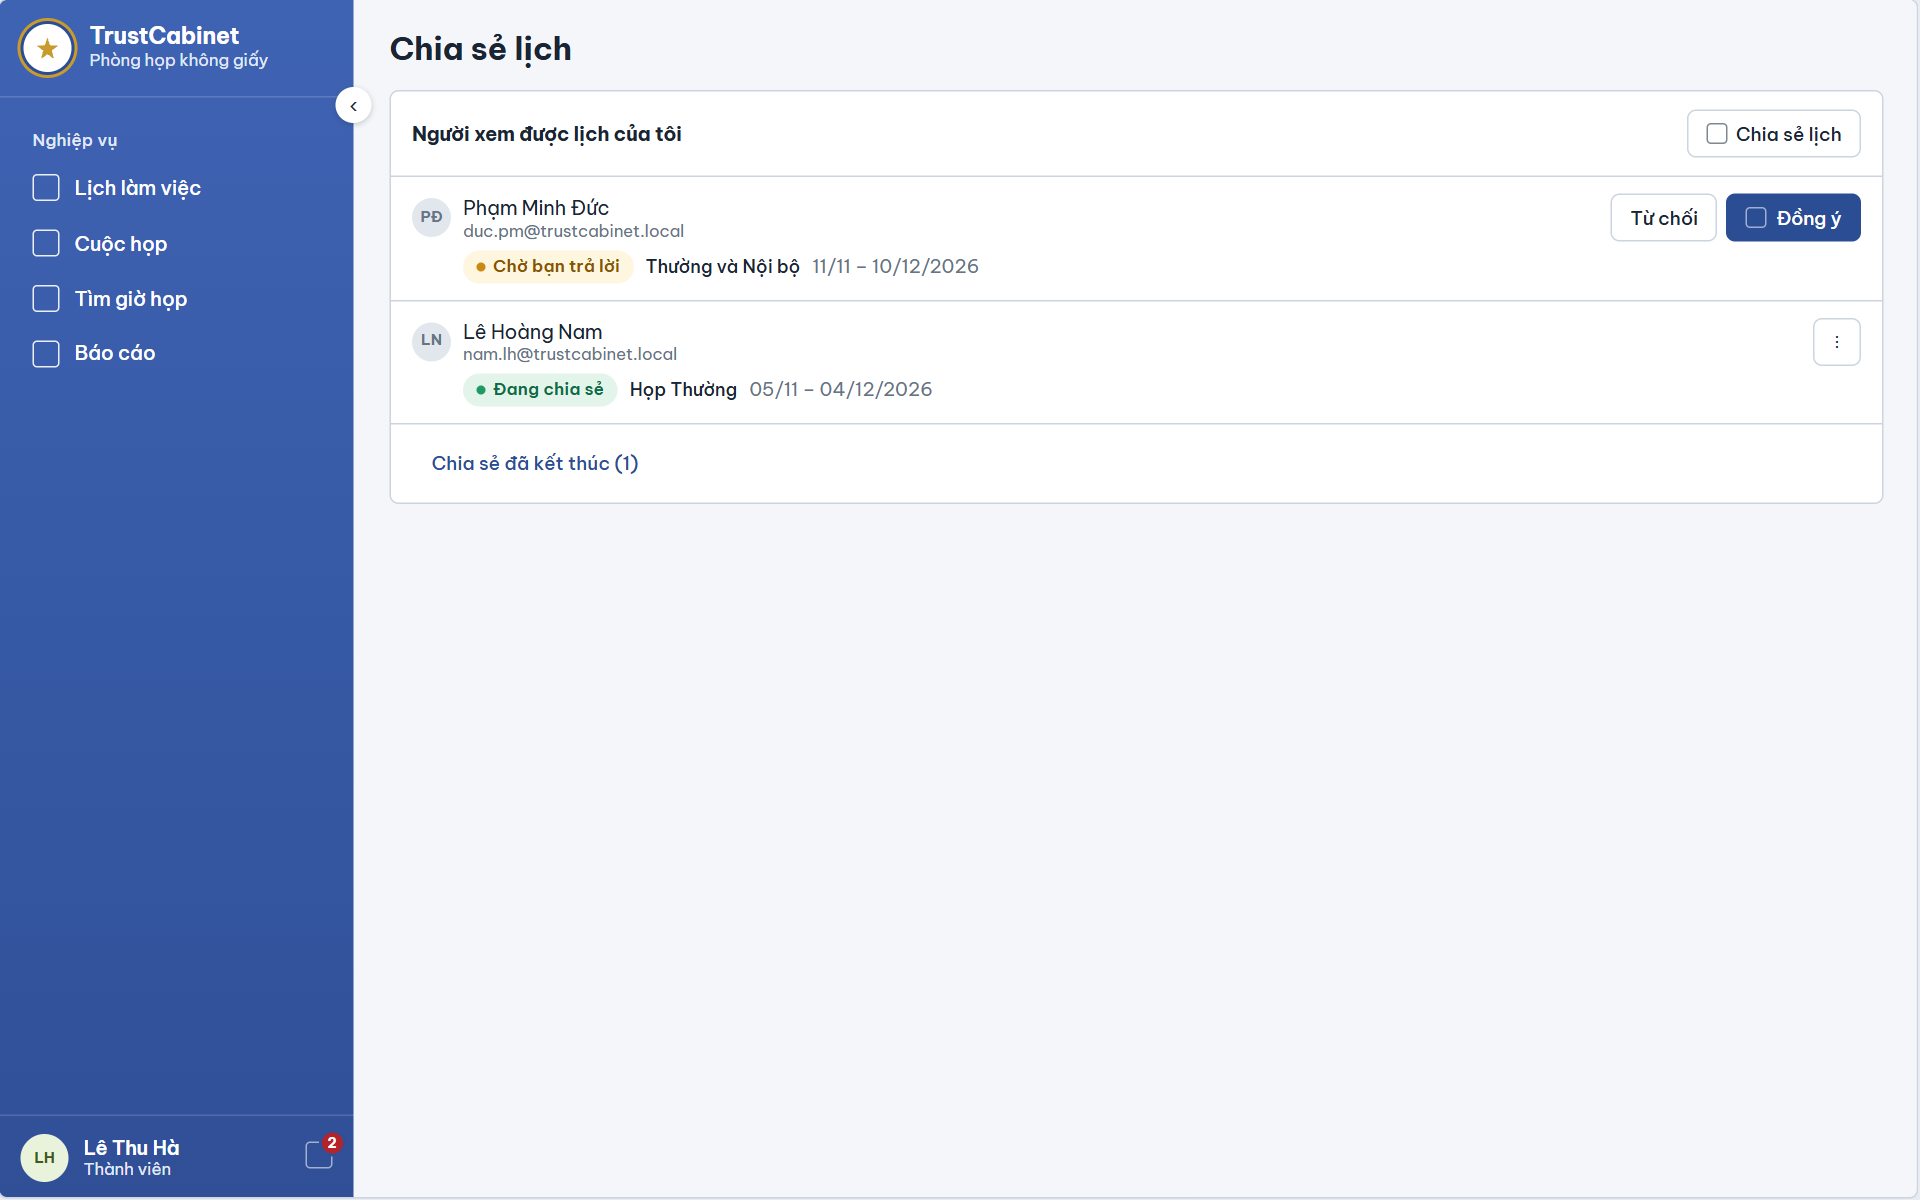 TrustCabinet
Phòng họp không giấy
Nghiệp vụ
Lịch làm việc
Cuộc họp
Tìm giờ họp
Báo cáo
Lê Thu Hà
Thành viên
LH
2
Chia sẻ lịch
Người xem được lịch của tôi
Chia sẻ lịch
PĐ
Phạm Minh Đức
duc.pm@trustcabinet.local
Chờ bạn trả lời Thường và Nội bộ 11/11 – 10/12/2026
Từ chối
Đồng ý
LN
Lê Hoàng Nam
nam.lh@trustcabinet.local
Đang chia sẻ Họp Thường 05/11 – 04/12/2026
Chia sẻ đã kết thúc (1)